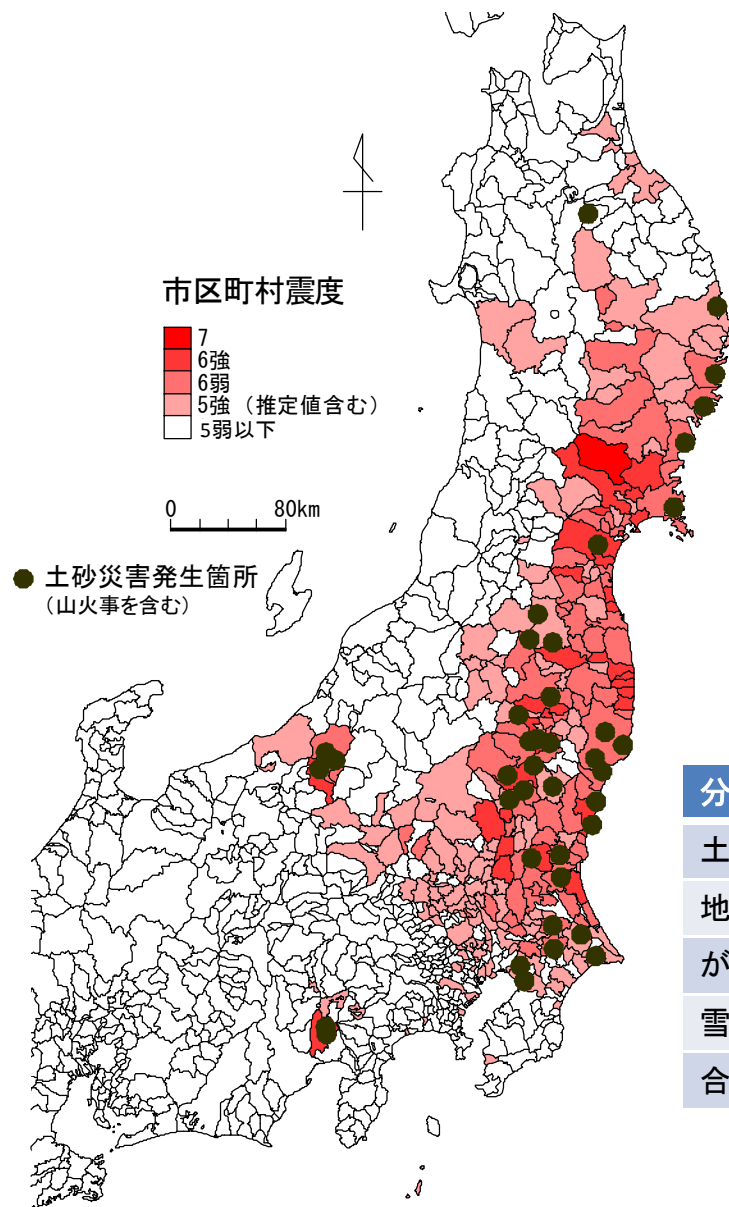 市区町村震度
7
6強
6弱
5強（推定値含む）
5弱以下
0 80km
土砂災害発生箇所
（山火事を含む）
分
土
地
が
雪
合